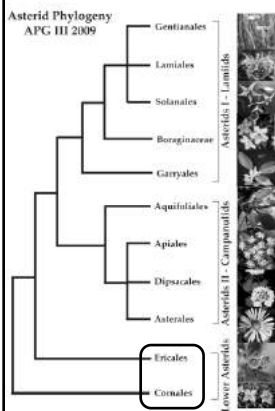 Asterid Phylogeny
APG III 2009
Gentianales
Lamiales
Solanales
Boraginaceae
Garryales
Asterids I - Lamiids
Aquifoliales
Apiales
Dipsacales
Asterales
Asterids II - Campanulids
Ericales
Cornales
Lower Asterids